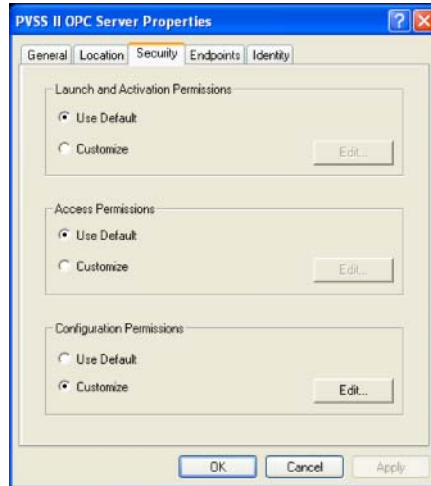 PVSS II OPC Server Properties
General Location Security Endpoints Identity
Launch and Activation Permissions
Use Default
Customize Edit...
Access Permissions
Use Default
Customize Edit...
Configuration Permissions
Use Default
Customize Edit...
OK Cancel Apply